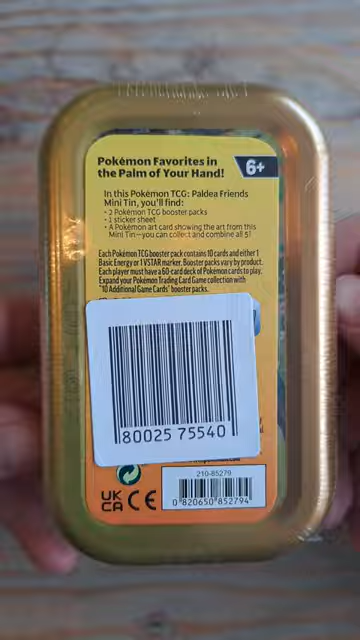 Pokémon Favorites in
the Palm of Your Hand!
6+
In this Pokémon TCG: Paldea Friends
Mini Tin, you'll find:
• 2 Pokémon TCG booster packs
• 1 sticker sheet
• A Pokémon art card showing the art from this
Mini Tin—you can collect and combine all 5!
Each Pokémon TCG booster pack contains 10 cards and either 1
Basic Energy or 1 VSTAR marker. Booster packs vary by product.
Each player must have a 60-card deck of Pokémon cards to play.
Expand your Pokémon Trading Card Game collection with
"10 Additional Game Cards" booster packs.
80025 75540
210-85279
UK
CA CE
0 820650 852794